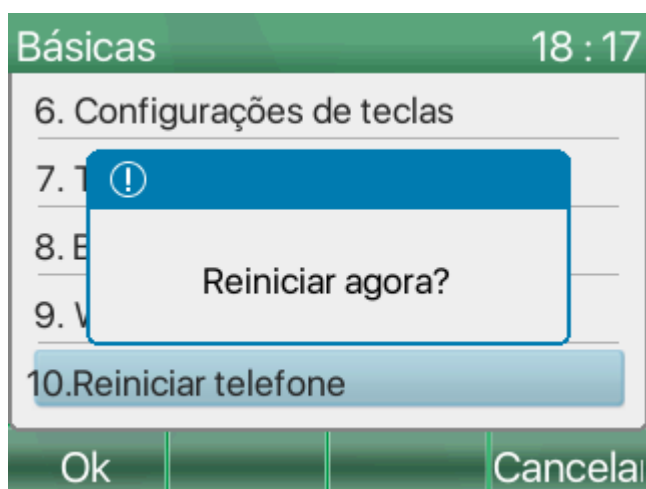 Básicas 18 : 17
6. Configurações de teclas
7.
8.
Reiniciar agora?
9.
10.Reiniciar telefone
Ok Cancelar